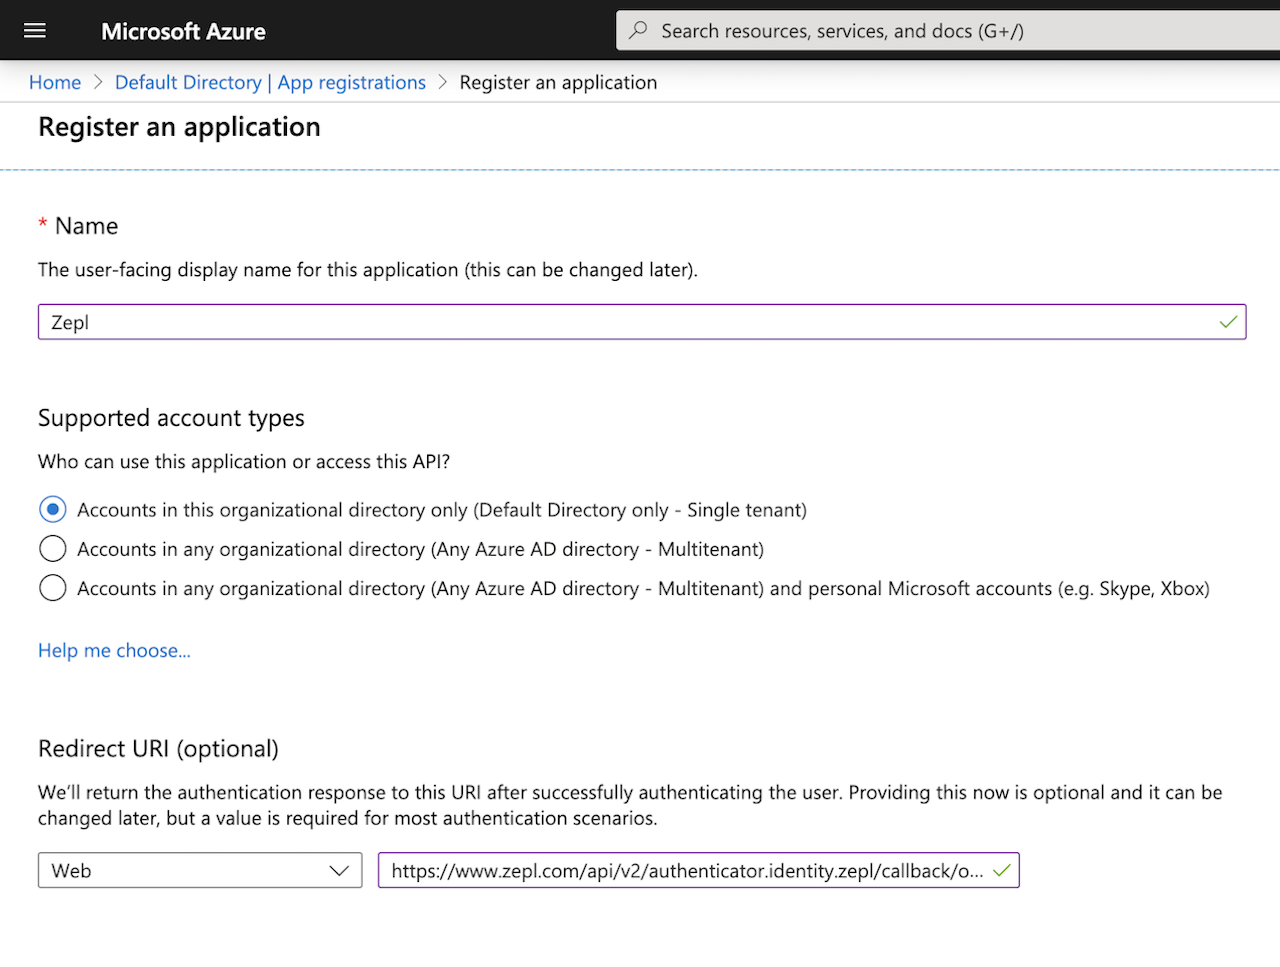 Microsoft Azure
Search resources, services, and docs (G+/)
Home > Default Directory | App registrations > Register an application
Register an application
* Name
The user-facing display name for this application (this can be changed later).
Zepl
Supported account types
Who can use this application or access this API?
Accounts in this organizational directory only (Default Directory only - Single tenant)
Accounts in any organizational directory (Any Azure AD directory - Multitenant)
Accounts in any organizational directory (Any Azure AD directory - Multitenant) and personal Microsoft accounts (e.g. Skype, Xbox)
Help me choose...
Redirect URI (optional)
We’ll return the authentication response to this URI after successfully authenticating the user. Providing this now is optional and it can be
changed later, but a value is required for most authentication scenarios.
Web
https://www.zepl.com/api/v2/authenticator.identity.zepl/callback/o...